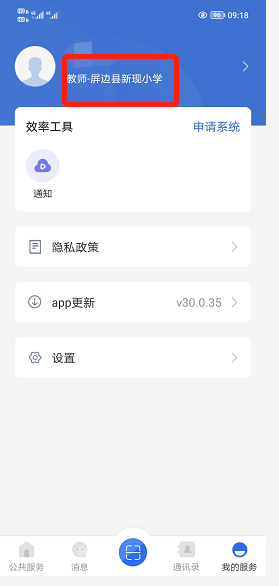 09:18
96
教师-屏边县新现小学
效率工具
申请系统
通知
隐私政策
app更新
v30.0.35
设置
公共服务
消息
通讯录
我的服务